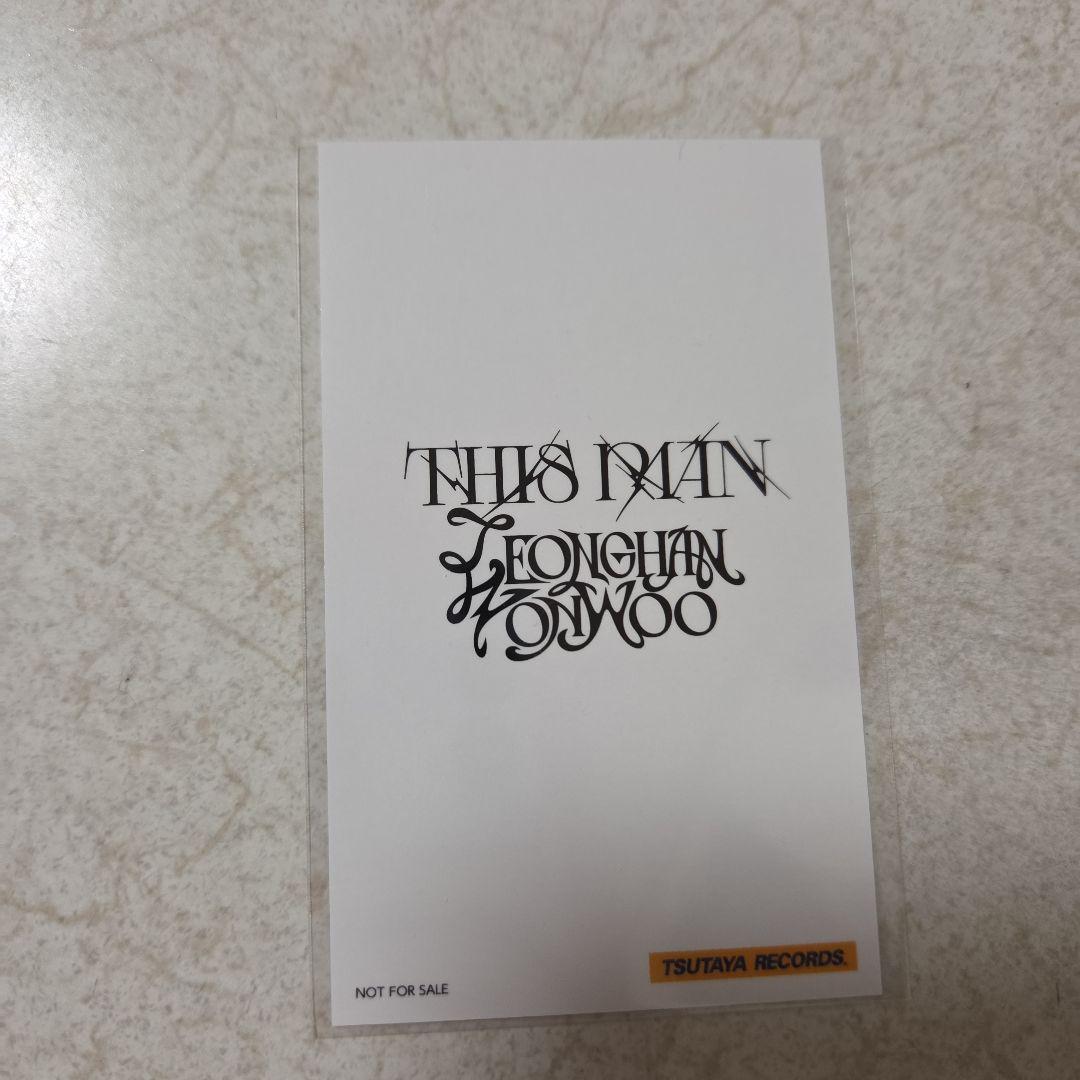 THIS MAN
JEONGHAN
WONWOO
NOT FOR SALE
TSUTAYA RECORDS.